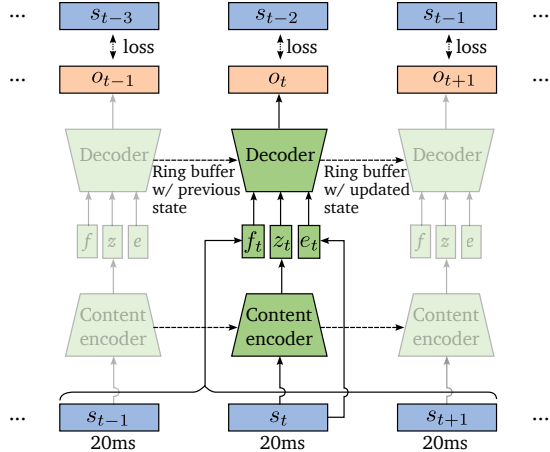 ... s_{t−3} s_{t−2} s_{t−1} ...
loss loss loss
... o_{t−1} o_t o_{t+1} ...
Decoder Decoder Decoder
Ring buffer
w/ previous
state
Ring buffer
w/ updated
state
f z e f_t z_t e_t f z e
Content
encoder
Content
encoder
Content
encoder
... s_{t−1} s_t s_{t+1} ...
20ms 20ms 20ms